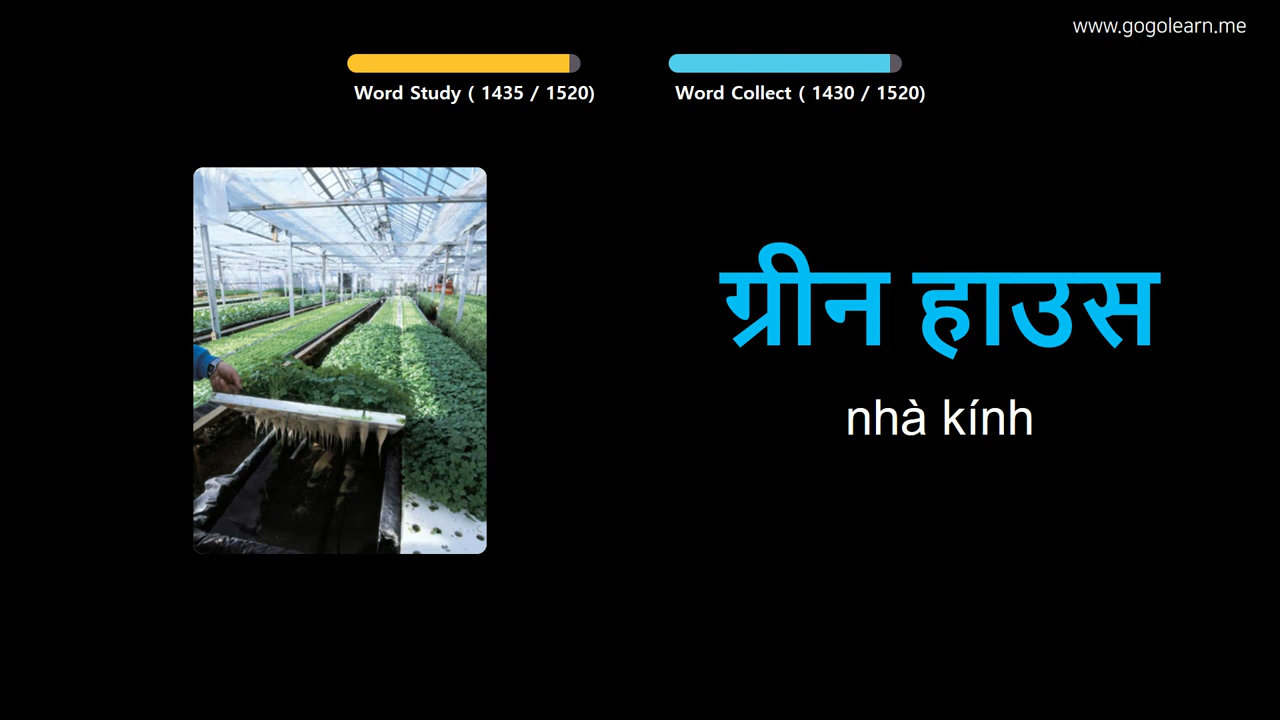 www.gogolearn.me
Word Study ( 1435 / 1520)
Word Collect ( 1430 / 1520)
ग्रीन हाउस
nhà kính